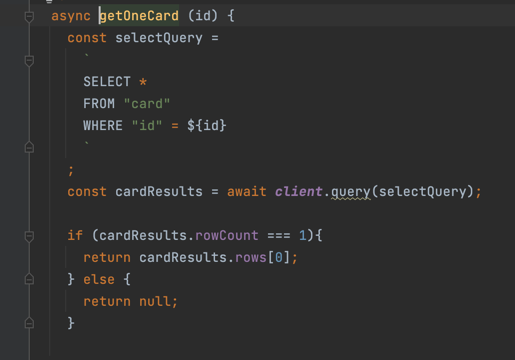 async getOneCard (id) {
const selectQuery =
`
SELECT *
FROM "card"
WHERE "id" = ${id}
`
;
const cardResults = await client.query(selectQuery);
if (cardResults.rowCount === 1){
return cardResults.rows[0];
} else {
return null;
}